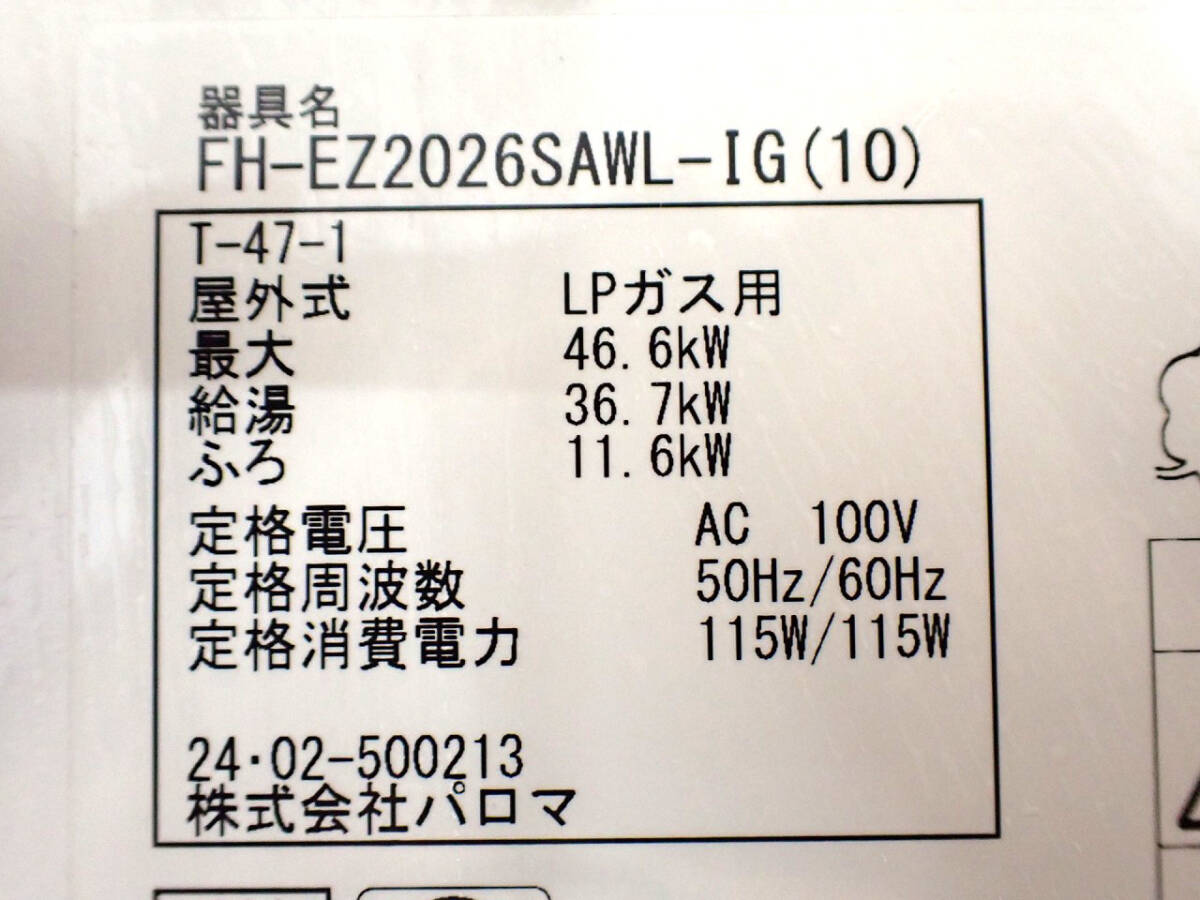 器具名
FH-EZ2026SAWL-IG(10)
T-47-1
屋外式 LPガス用
最大 46.6kW
給湯 36.7kW
ふろ 11.6kW
定格電圧 AC 100V
定格周波数 50Hz/60Hz
定格消費電力 115W/115W
24・02-500213
株式会社パロマ